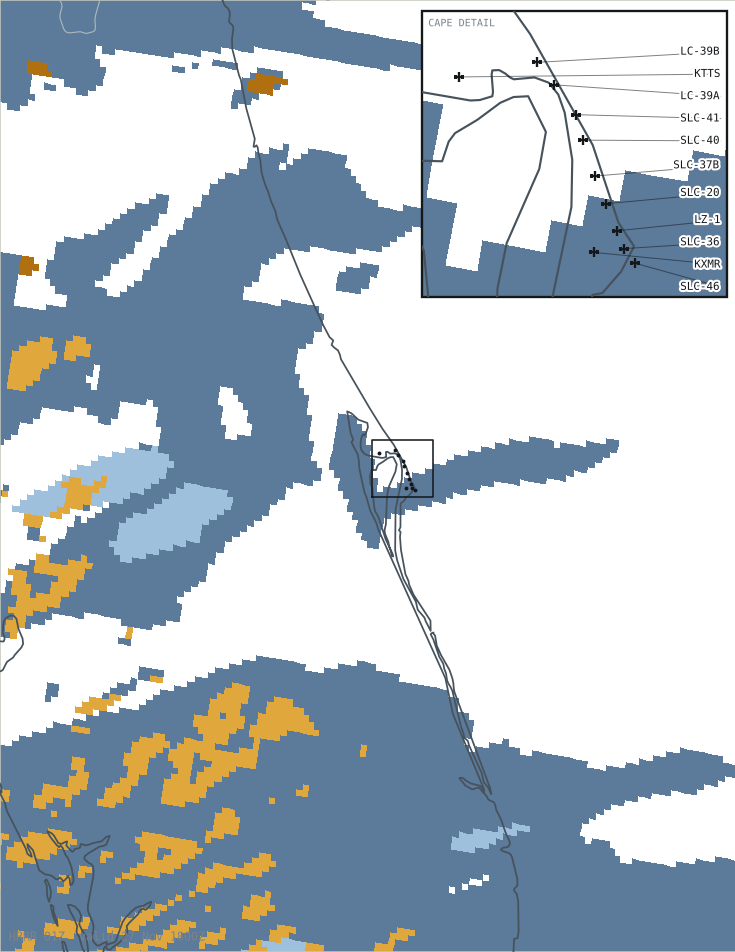 CAPE DETAIL
LC-39B
KTTS
LC-39A
SLC-41
SLC-40
SLC-37B
SLC-20
LZ-1
SLC-36
KXMR
SLC-46